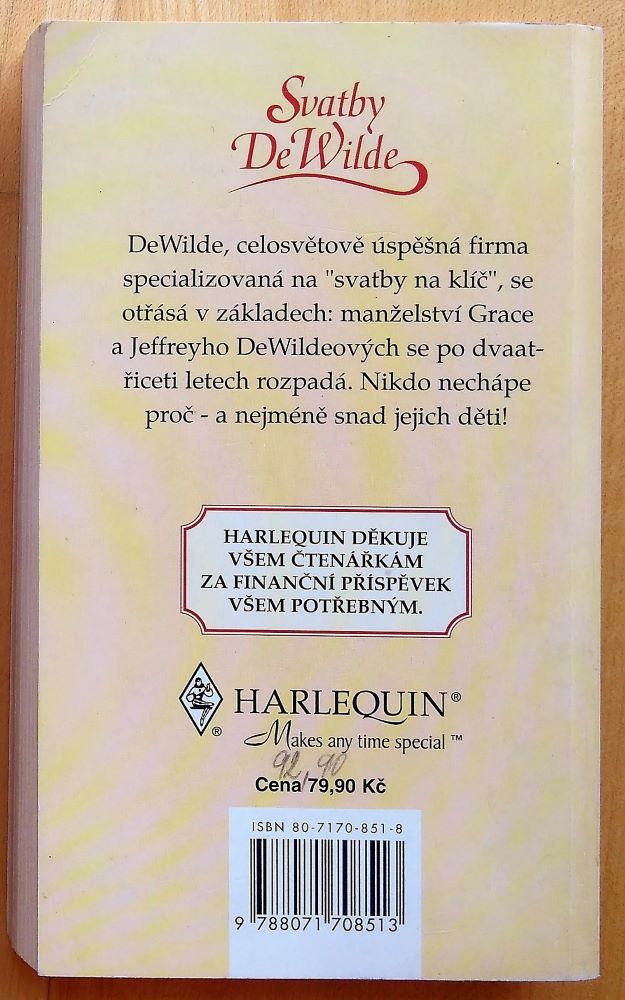 Svatby
DeWilde
DeWilde, celosvětově úspěšná firma
specializovaná na "svatby na klíč", se
otřásá v základech: manželství Grace
a Jeffreyho DeWildeových se po dvaat-
řiceti letech rozpadá. Nikdo nechápe
proč - a nejméně snad jejich děti!
HARLEQUIN DĚKUJE
VŠEM ČTENÁŘKÁM
ZA FINANČNÍ PŘÍSPĚVEK
VŠEM POTŘEBNÝM.
HARLEQUIN®
®
Makes any time special ™
92,90
Cena 79,90 Kč
ISBN 80-7170-851-8
9 788071 708513